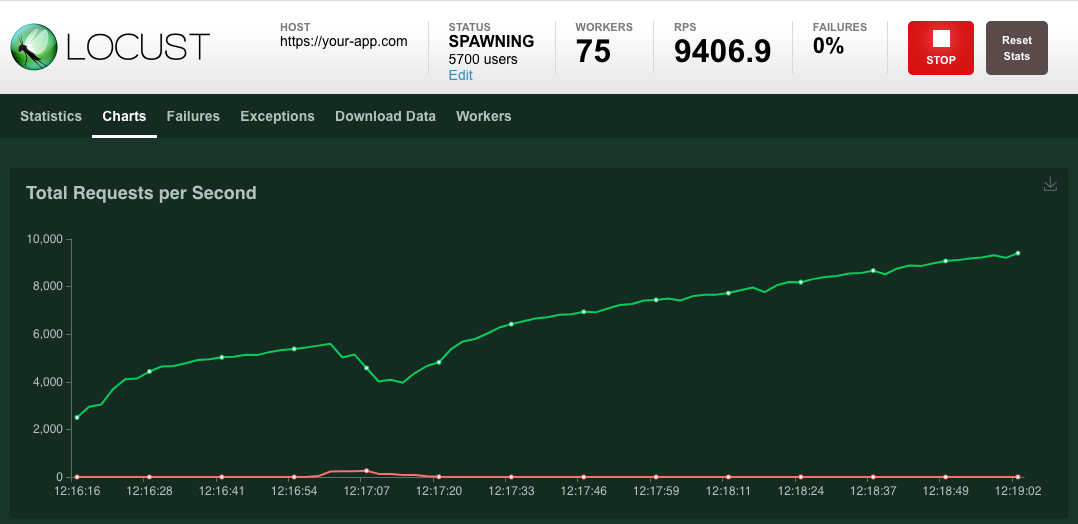 LOCUST
HOST
https://your-app.com
STATUS
SPAWNING
5700 users
Edit
WORKERS
75
RPS
9406.9
FAILURES
0%
STOP
Reset
Stats
Statistics Charts Failures Exceptions Download Data Workers
Total Requests per Second
10,000
8,000
6,000
4,000
2,000
0
12:16:16 12:16:28 12:16:41 12:16:54 12:17:07 12:17:20 12:17:33 12:17:46 12:17:59 12:18:11 12:18:24 12:18:37 12:18:49 12:19:02